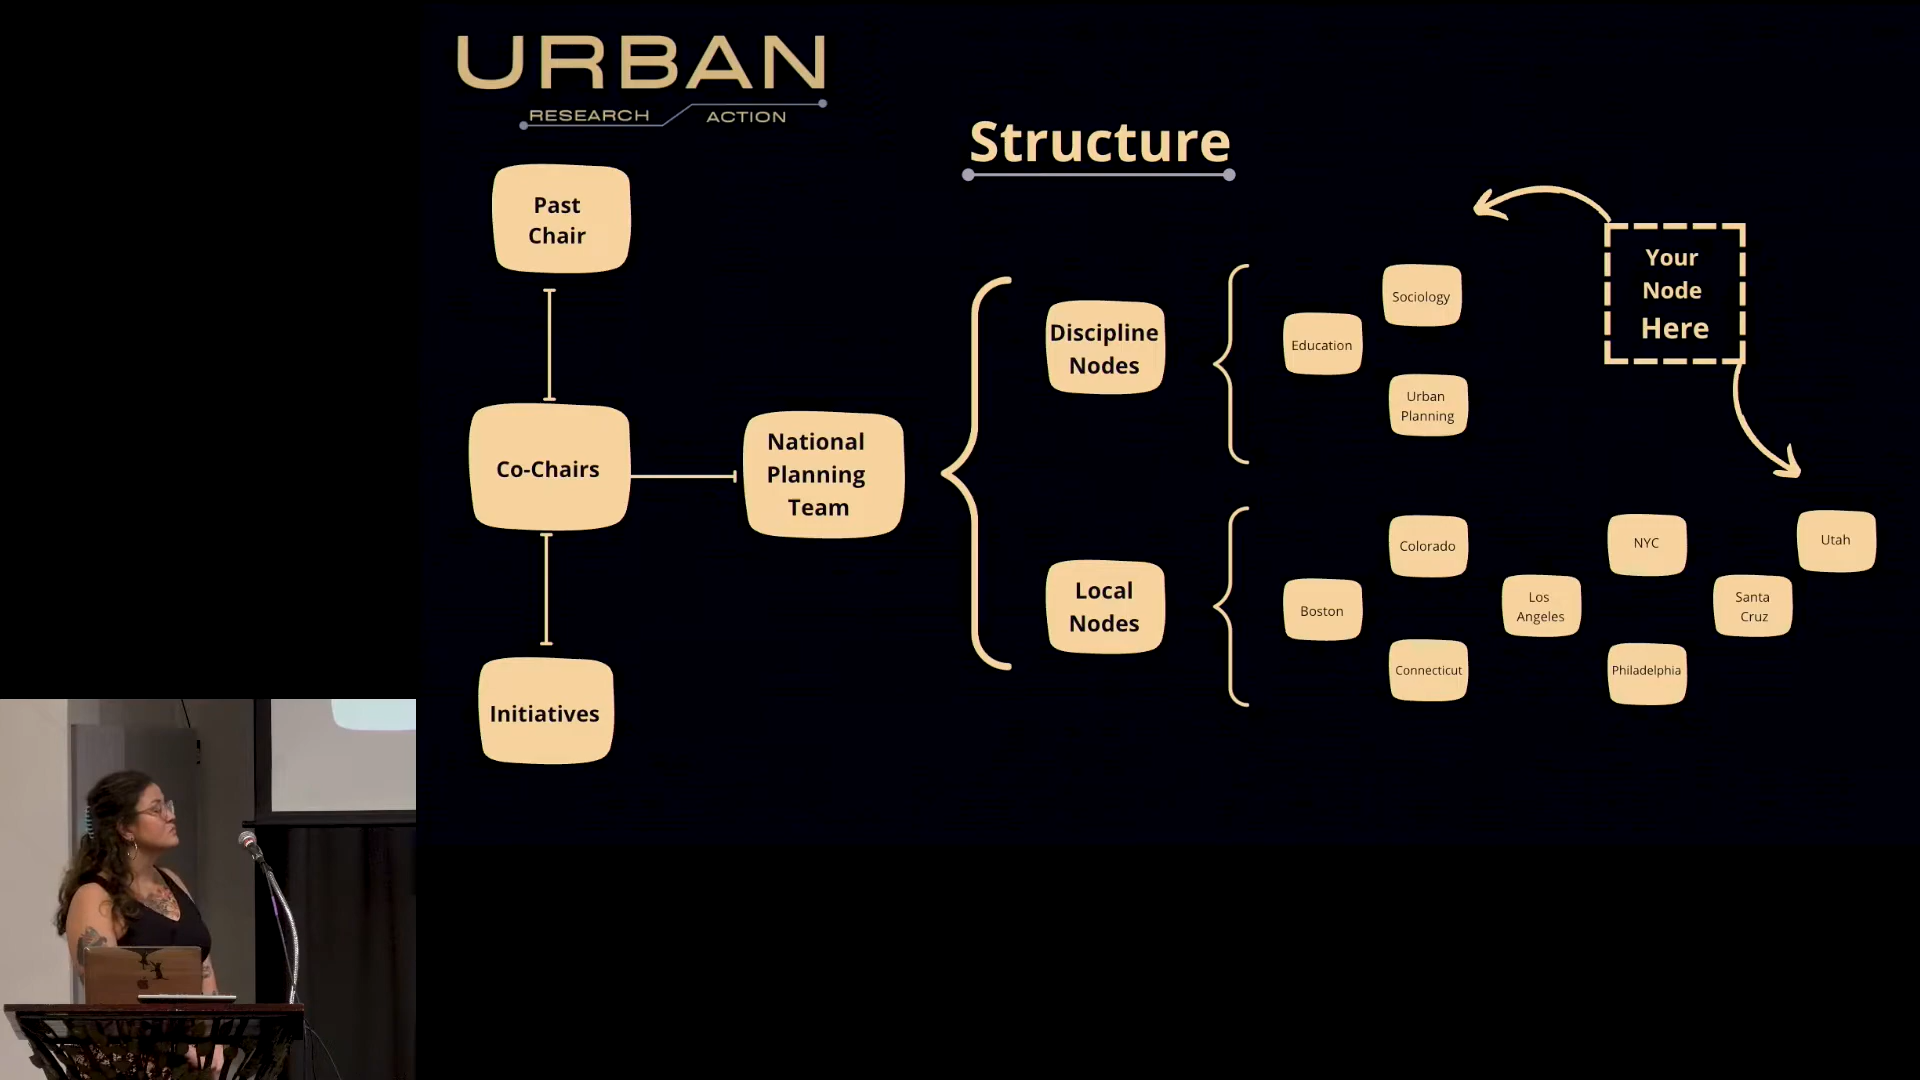 URBAN
RESEARCH
ACTION
Structure
Past
Chair
Co-Chairs
Initiatives
National
Planning
Team
Discipline
Nodes
Sociology
Education
Urban
Planning
Your
Node
Here
Local
Nodes
Colorado
NYC
Utah
Boston
Los
Angeles
Santa
Cruz
Connecticut
Philadelphia